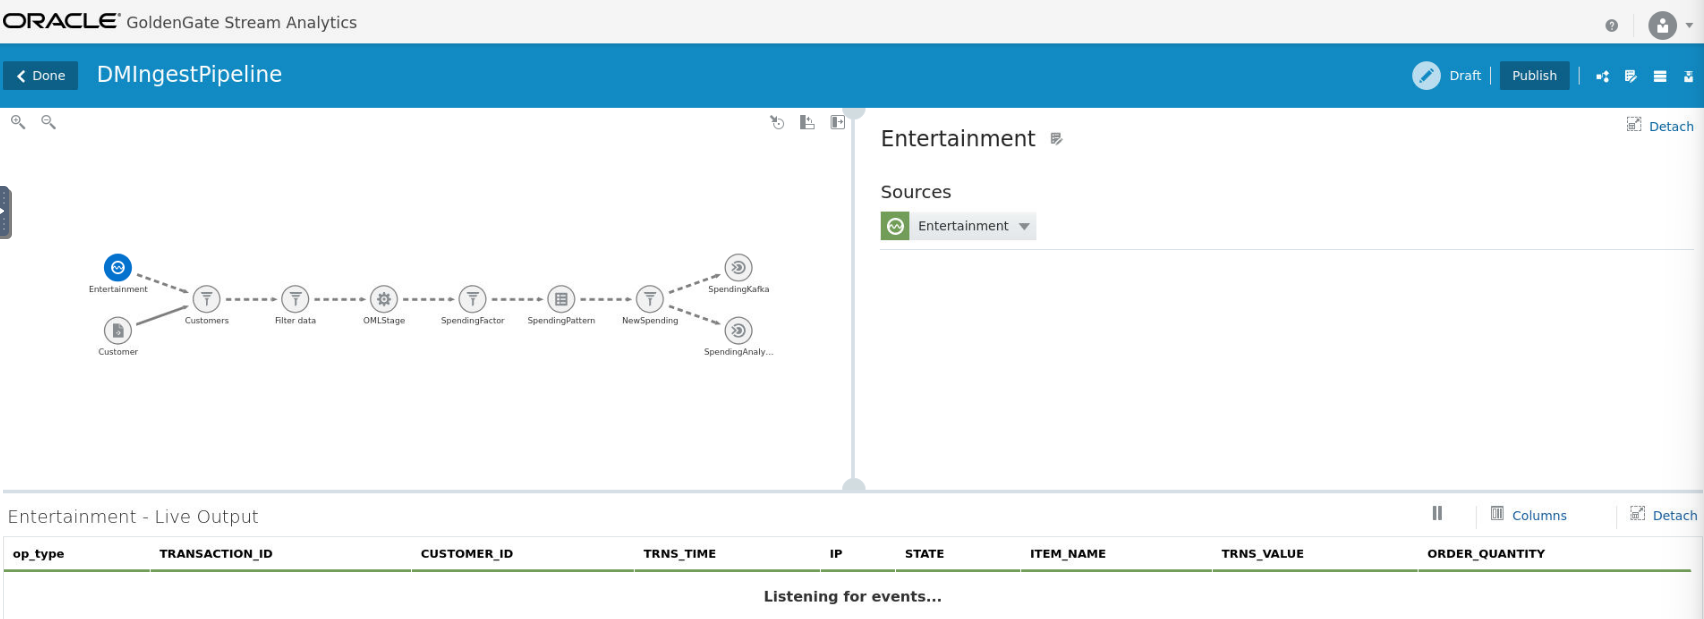 ORACLE® GoldenGate Stream Analytics
Done
DMIngestPipeline
Draft
Publish
Detach
Entertainment
Sources
Entertainment
Entertainment
Customer
Customers
Filter data
OMLStage
SpendingFactor
SpendingPattern
NewSpending
SpendingKafka
SpendingAnaly...
Entertainment - Live Output
Columns
Detach
op_type TRANSACTION_ID CUSTOMER_ID TRNS_TIME IP STATE ITEM_NAME TRNS_VALUE ORDER_QUANTITY
Listening for events...